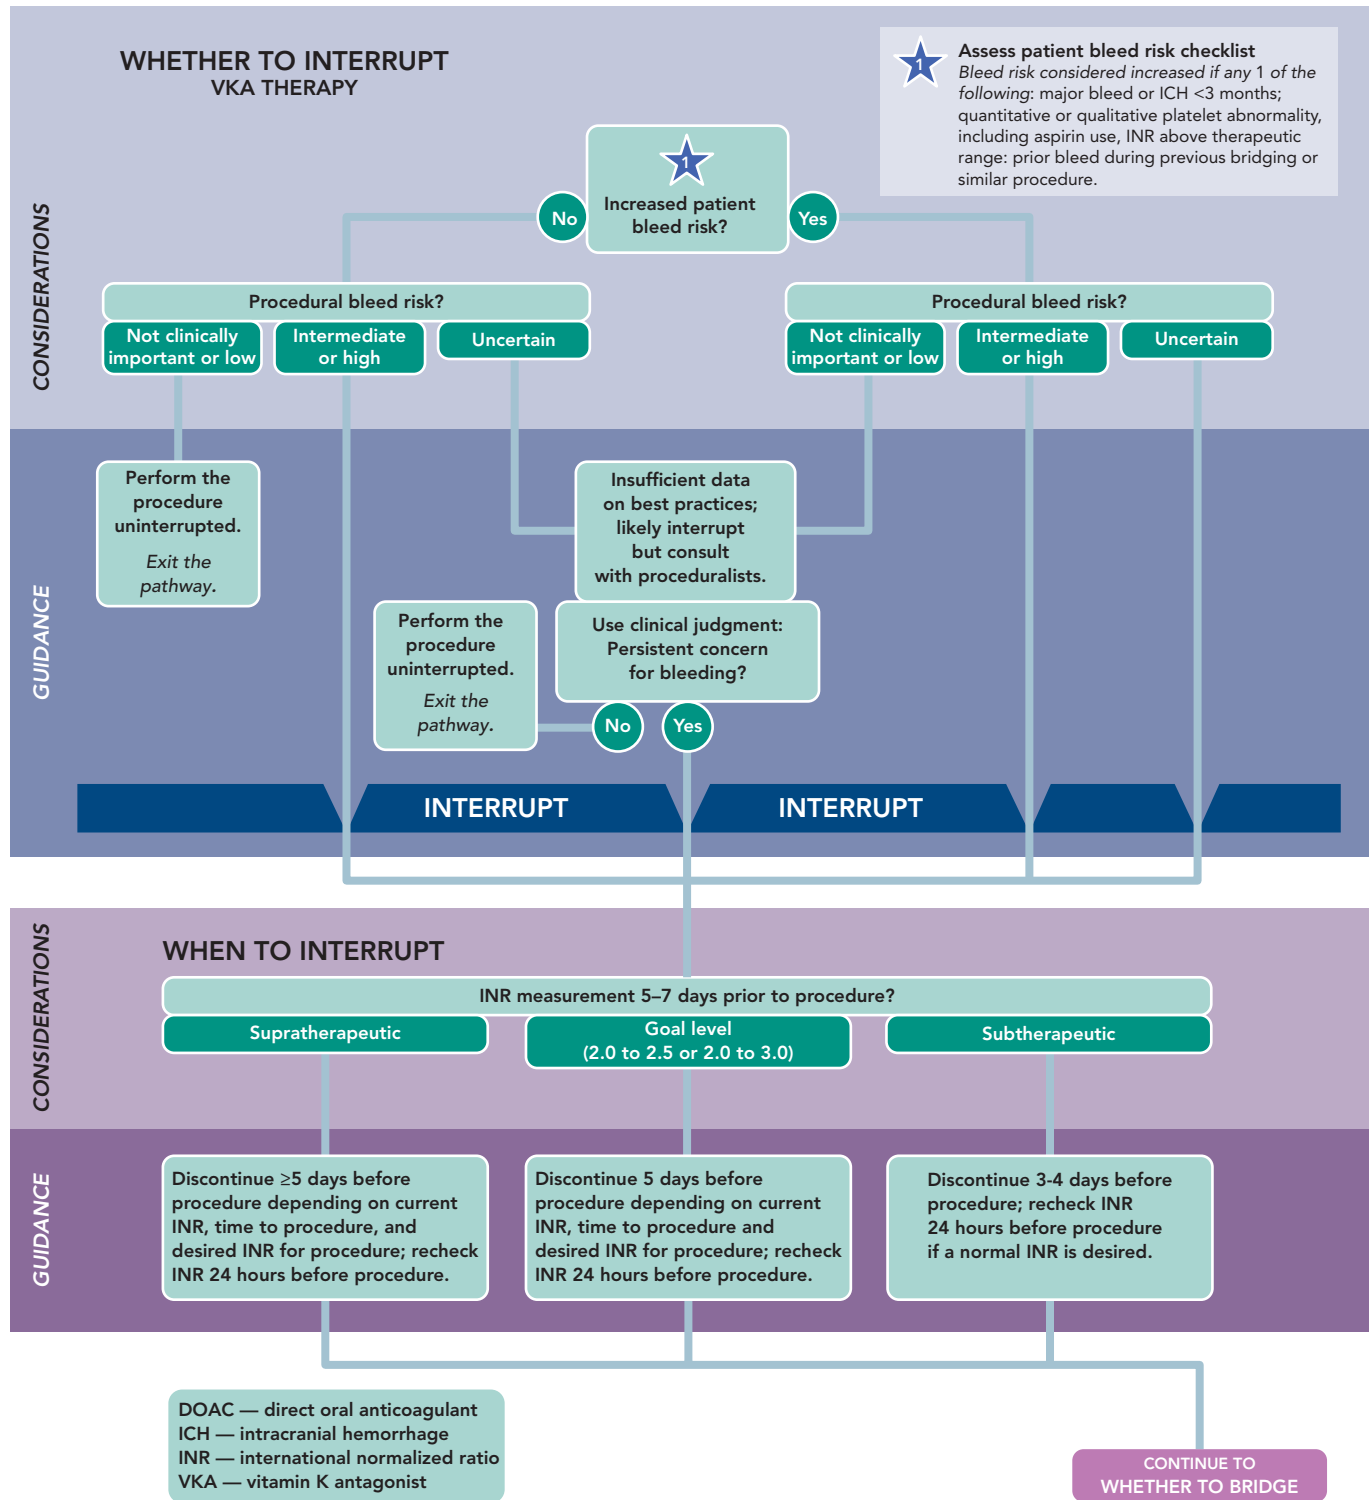 WHETHER TO INTERRUPT
VKA THERAPY
1
Assess patient bleed risk checklist
Bleed risk considered increased if any 1 of the
following: major bleed or ICH <3 months;
quantitative or qualitative platelet abnormality,
including aspirin use, INR above therapeutic
range: prior bleed during previous bridging or
similar procedure.
CONSIDERATIONS
1
Increased patient
bleed risk?
No
Yes
Procedural bleed risk?
Not clinically
important or low
Intermediate
or high
Uncertain
Procedural bleed risk?
Not clinically
important or low
Intermediate
or high
Uncertain
GUIDANCE
Perform the
procedure
uninterrupted.
Exit the
pathway.
Insufficient data
on best practices;
likely interrupt
but consult
with proceduralists.
Perform the
procedure
uninterrupted.
Exit the
pathway.
Use clinical judgment:
Persistent concern
for bleeding?
No
Yes
INTERRUPT
INTERRUPT
CONSIDERATIONS
WHEN TO INTERRUPT
INR measurement 5–7 days prior to procedure?
Supratherapeutic
Goal level
(2.0 to 2.5 or 2.0 to 3.0)
Subtherapeutic
GUIDANCE
Discontinue ≥5 days before
procedure depending on current
INR, time to procedure, and
desired INR for procedure; recheck
INR 24 hours before procedure.
Discontinue 5 days before
procedure depending on current
INR, time to procedure and
desired INR for procedure; recheck
INR 24 hours before procedure.
Discontinue 3-4 days before
procedure; recheck INR
24 hours before procedure
if a normal INR is desired.
DOAC — direct oral anticoagulant
ICH — intracranial hemorrhage
INR — international normalized ratio
VKA — vitamin K antagonist
CONTINUE TO
WHETHER TO BRIDGE